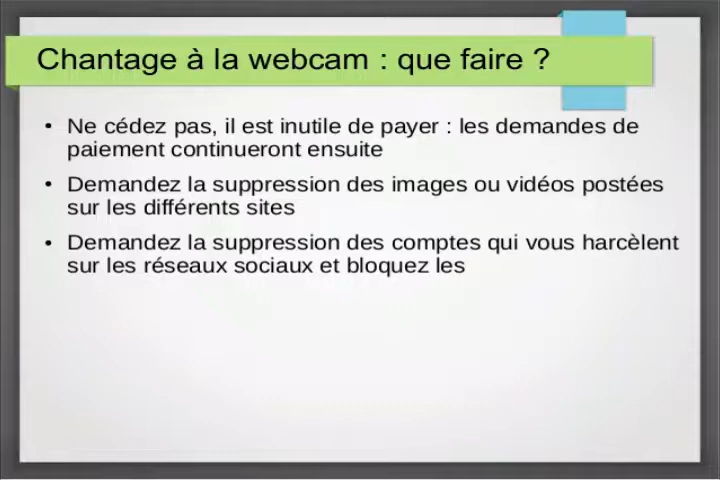 Chantage à la webcam : que faire ?
• Ne cédez pas, il est inutile de payer : les demandes de
paiement continueront ensuite
• Demandez la suppression des images ou vidéos postées
sur les différents sites
• Demandez la suppression des comptes qui vous harcèlent
sur les réseaux sociaux et bloquez les